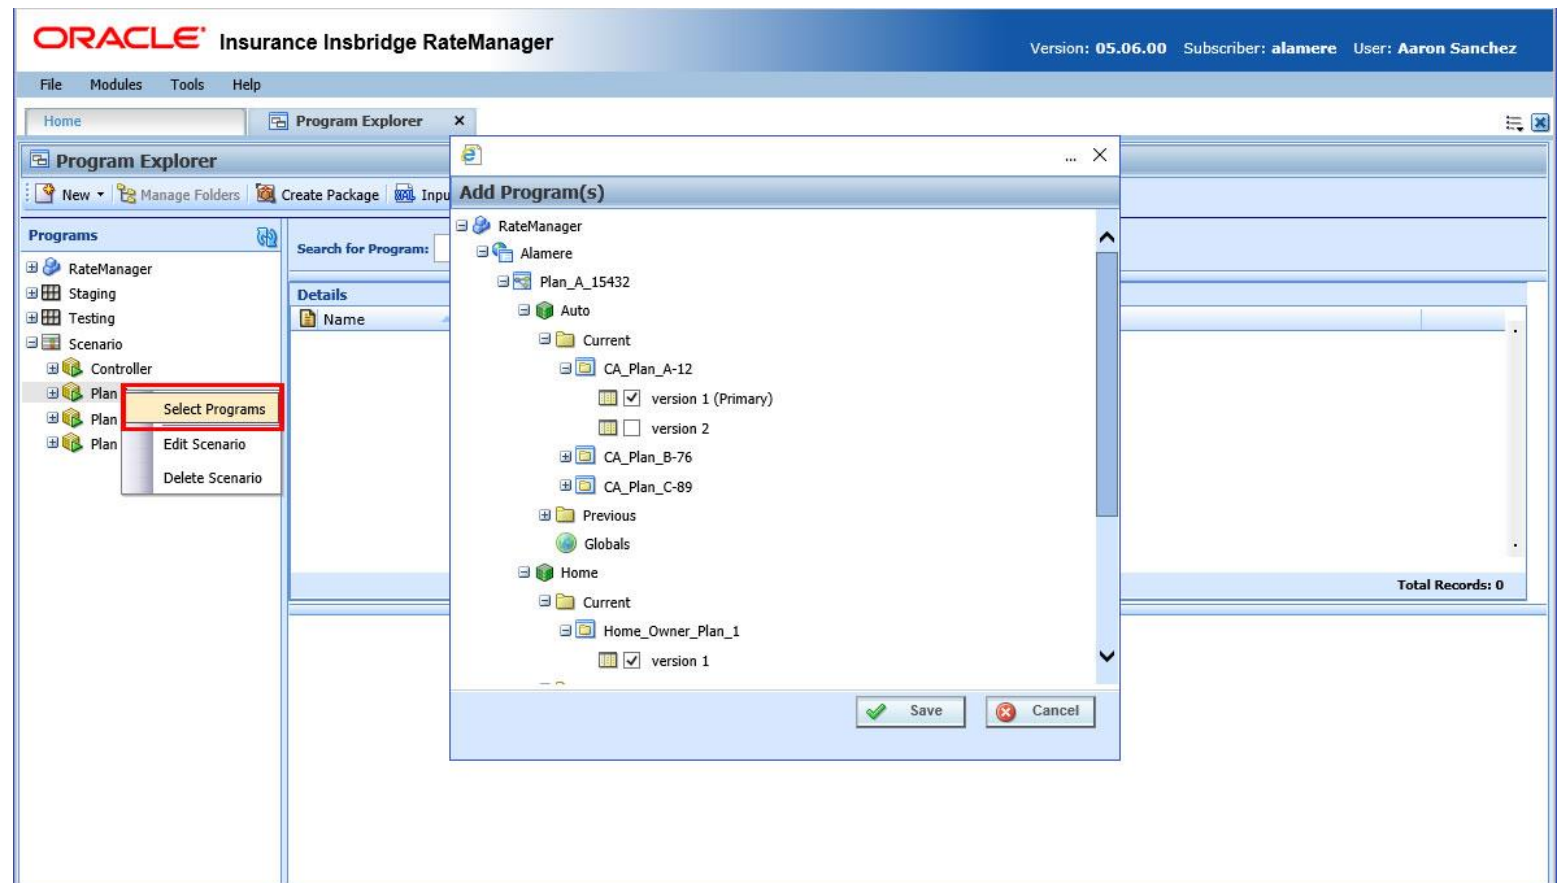 ORACLE Insurance Insbridge RateManager
Version: 05.06.00 Subscriber: alamere User: Aaron Sanchez
File Modules Tools Help
Home
Program Explorer
Program Explorer
New Manage Folders Create Package XML Inpu
Programs
RateManager
Staging
Testing
Scenario
Controller
Plan
Plan
Plan
Select Programs
Edit Scenario
Delete Scenario
Search for Program:
Details
Name
Total Records: 0
...
Add Program(s)
RateManager
Alamere
Plan_A_15432
Auto
Current
CA_Plan_A-12
version 1 (Primary)
version 2
CA_Plan_B-76
CA_Plan_C-89
Previous
Globals
Home
Current
Home_Owner_Plan_1
version 1
Save Cancel